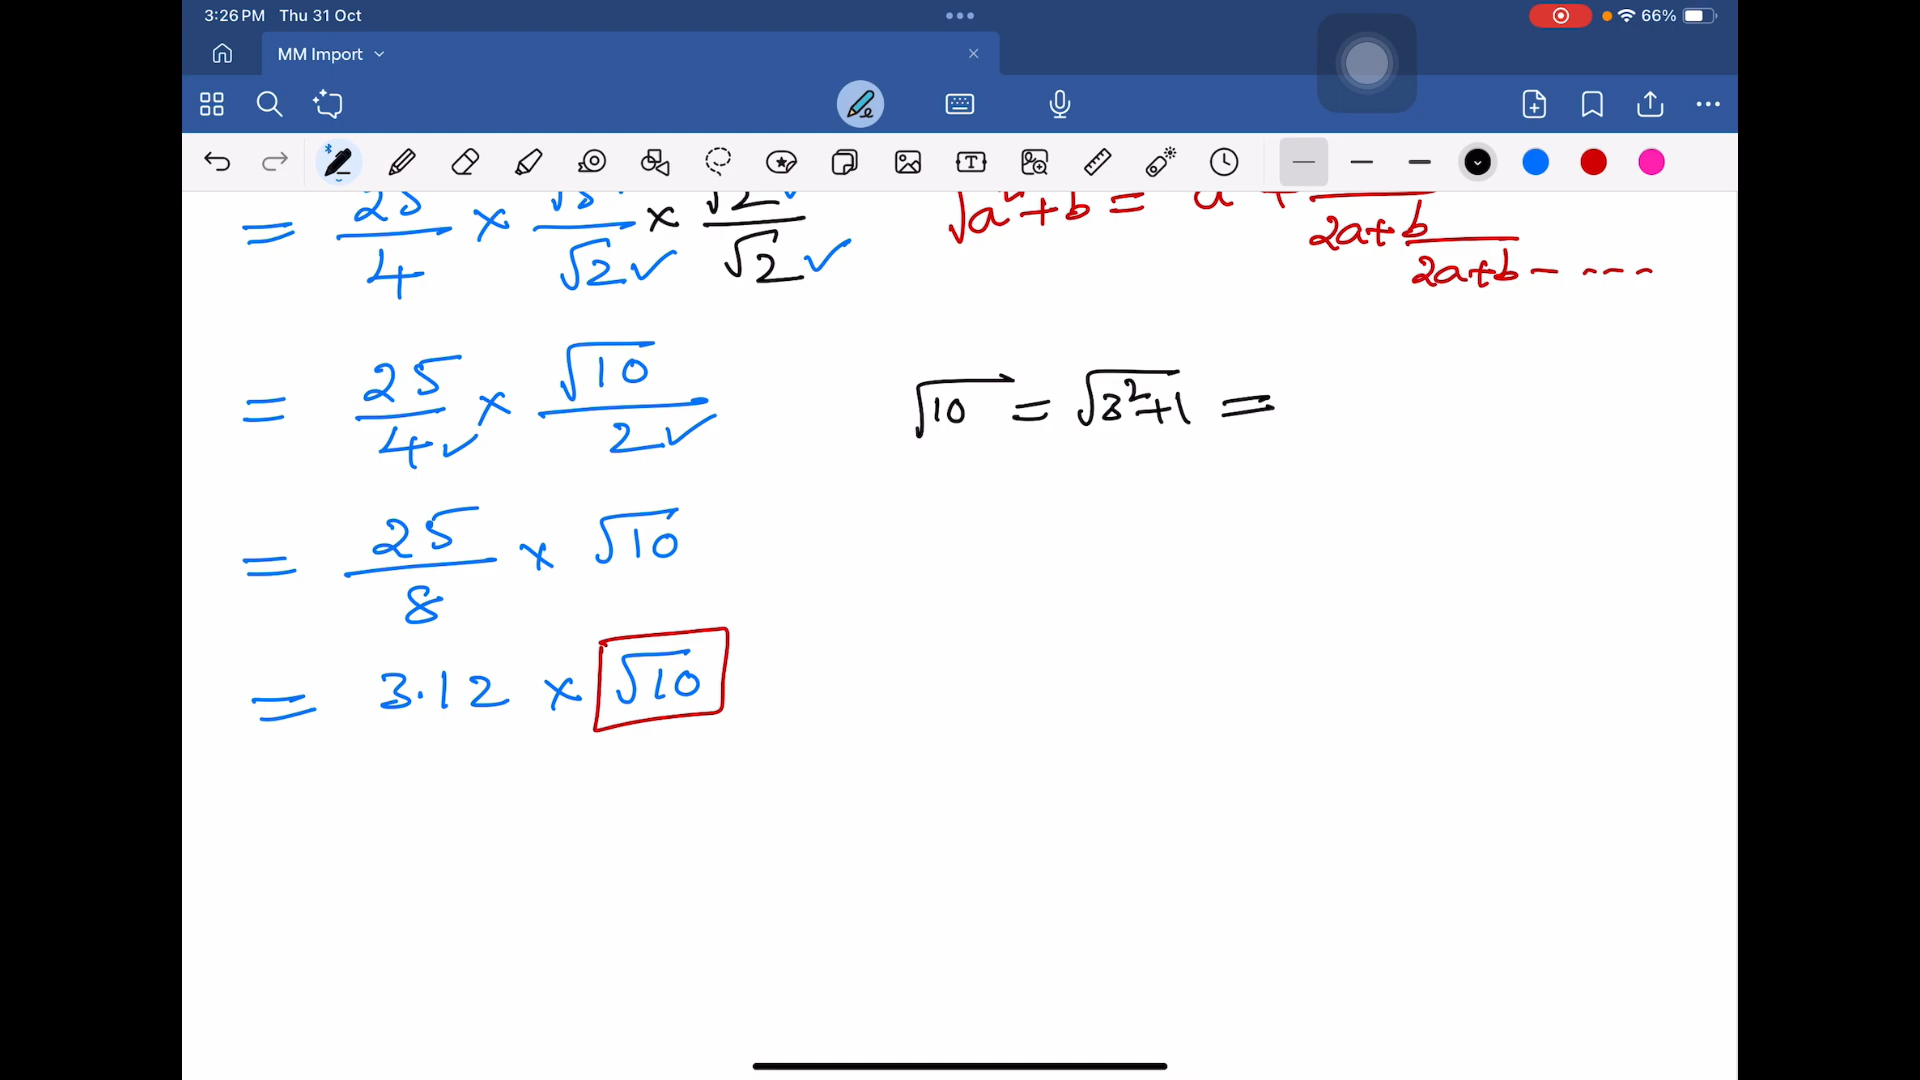 3:26 PM Thu 31 Oct
66%
MM Import
= 25/4 × √5/√2 × √2/√2
√a²+b = a + b/2a+b/2a+b-----
= 25/4 × √10/2
√10 = √3²+1 =
= 25/8 × √10
= 3.12 × √10